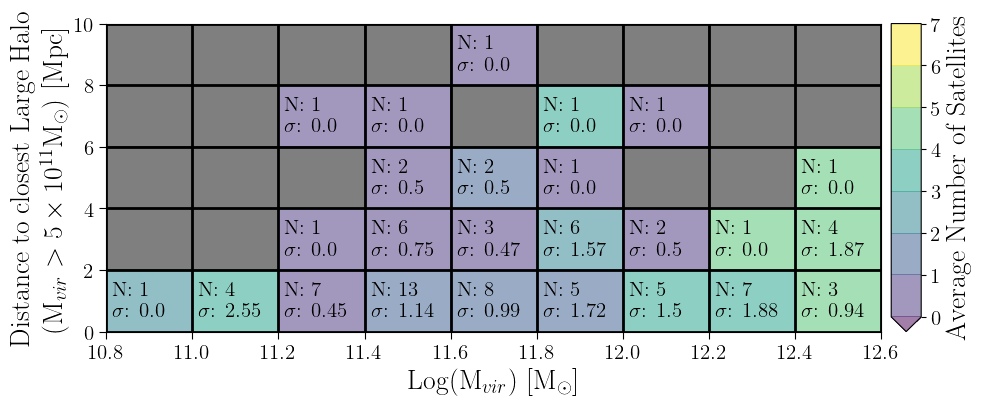 Distance to closest Large Halo
(M_vir > 5 × 10^11 M_⊙) [Mpc]
10
N: 1
σ: 0.0
8
N: 1 N: 1 N: 1 N: 1
σ: 0.0 σ: 0.0 σ: 0.0 σ: 0.0
6
N: 2 N: 2 N: 1 N: 1
σ: 0.5 σ: 0.5 σ: 0.0 σ: 0.0
4
N: 1 N: 6 N: 3 N: 6 N: 2 N: 1 N: 4
σ: 0.0 σ: 0.75 σ: 0.47 σ: 1.57 σ: 0.5 σ: 0.0 σ: 1.87
2
N: 1 N: 4 N: 7 N: 13 N: 8 N: 5 N: 5 N: 7 N: 3
σ: 0.0 σ: 2.55 σ: 0.45 σ: 1.14 σ: 0.99 σ: 1.72 σ: 1.5 σ: 1.88 σ: 0.94
0
10.8 11.0 11.2 11.4 11.6 11.8 12.0 12.2 12.4 12.6
Log(M_vir) [M_⊙]
7
6
5
4
3
2
1
0
Average Number of Satellites